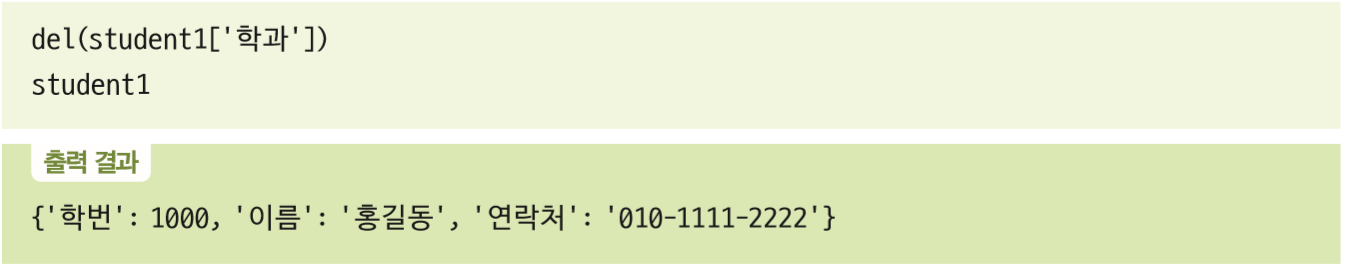 del(student1['학과'])
student1
출력 결과
{'학번': 1000, '이름': '홍길동', '연락처': '010-1111-2222'}